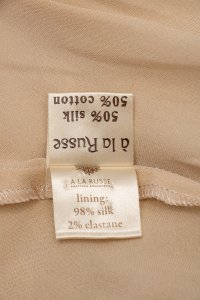 à la Russe
50% silk
50% cotton
A LA RUSSE
lining:
98% silk
2% elastane